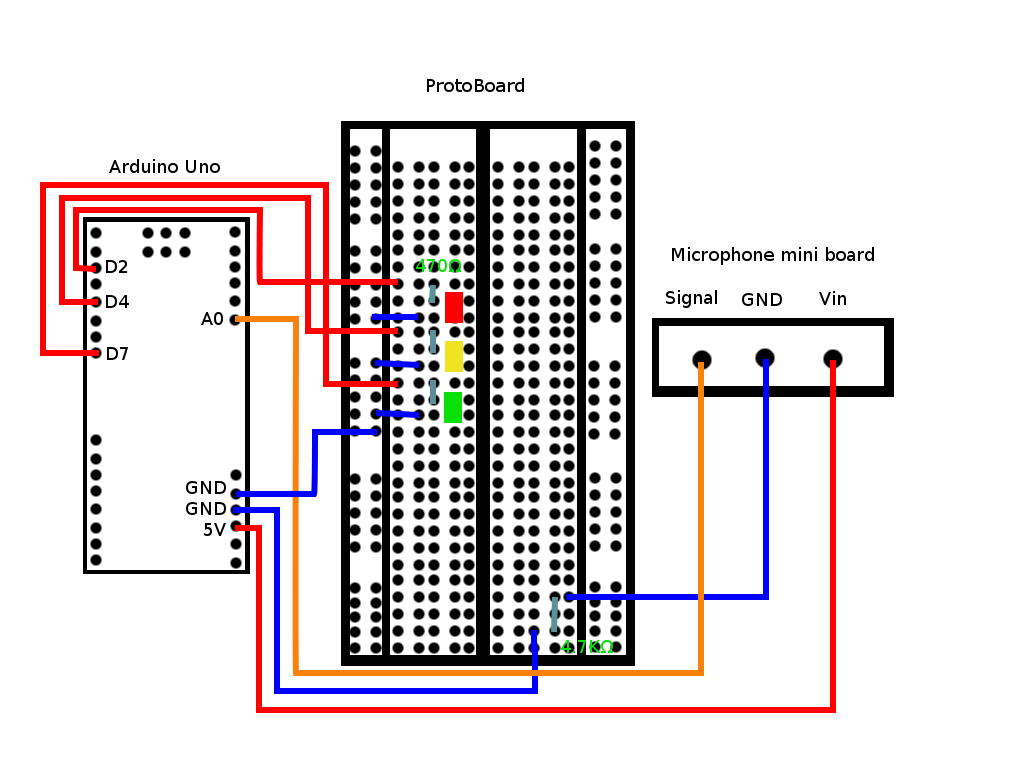 ProtoBoard
Arduino Uno
Microphone mini board
470Ω
D2
Signal GND Vin
D4
A0
D7
GND
GND
5V
4.7KΩ